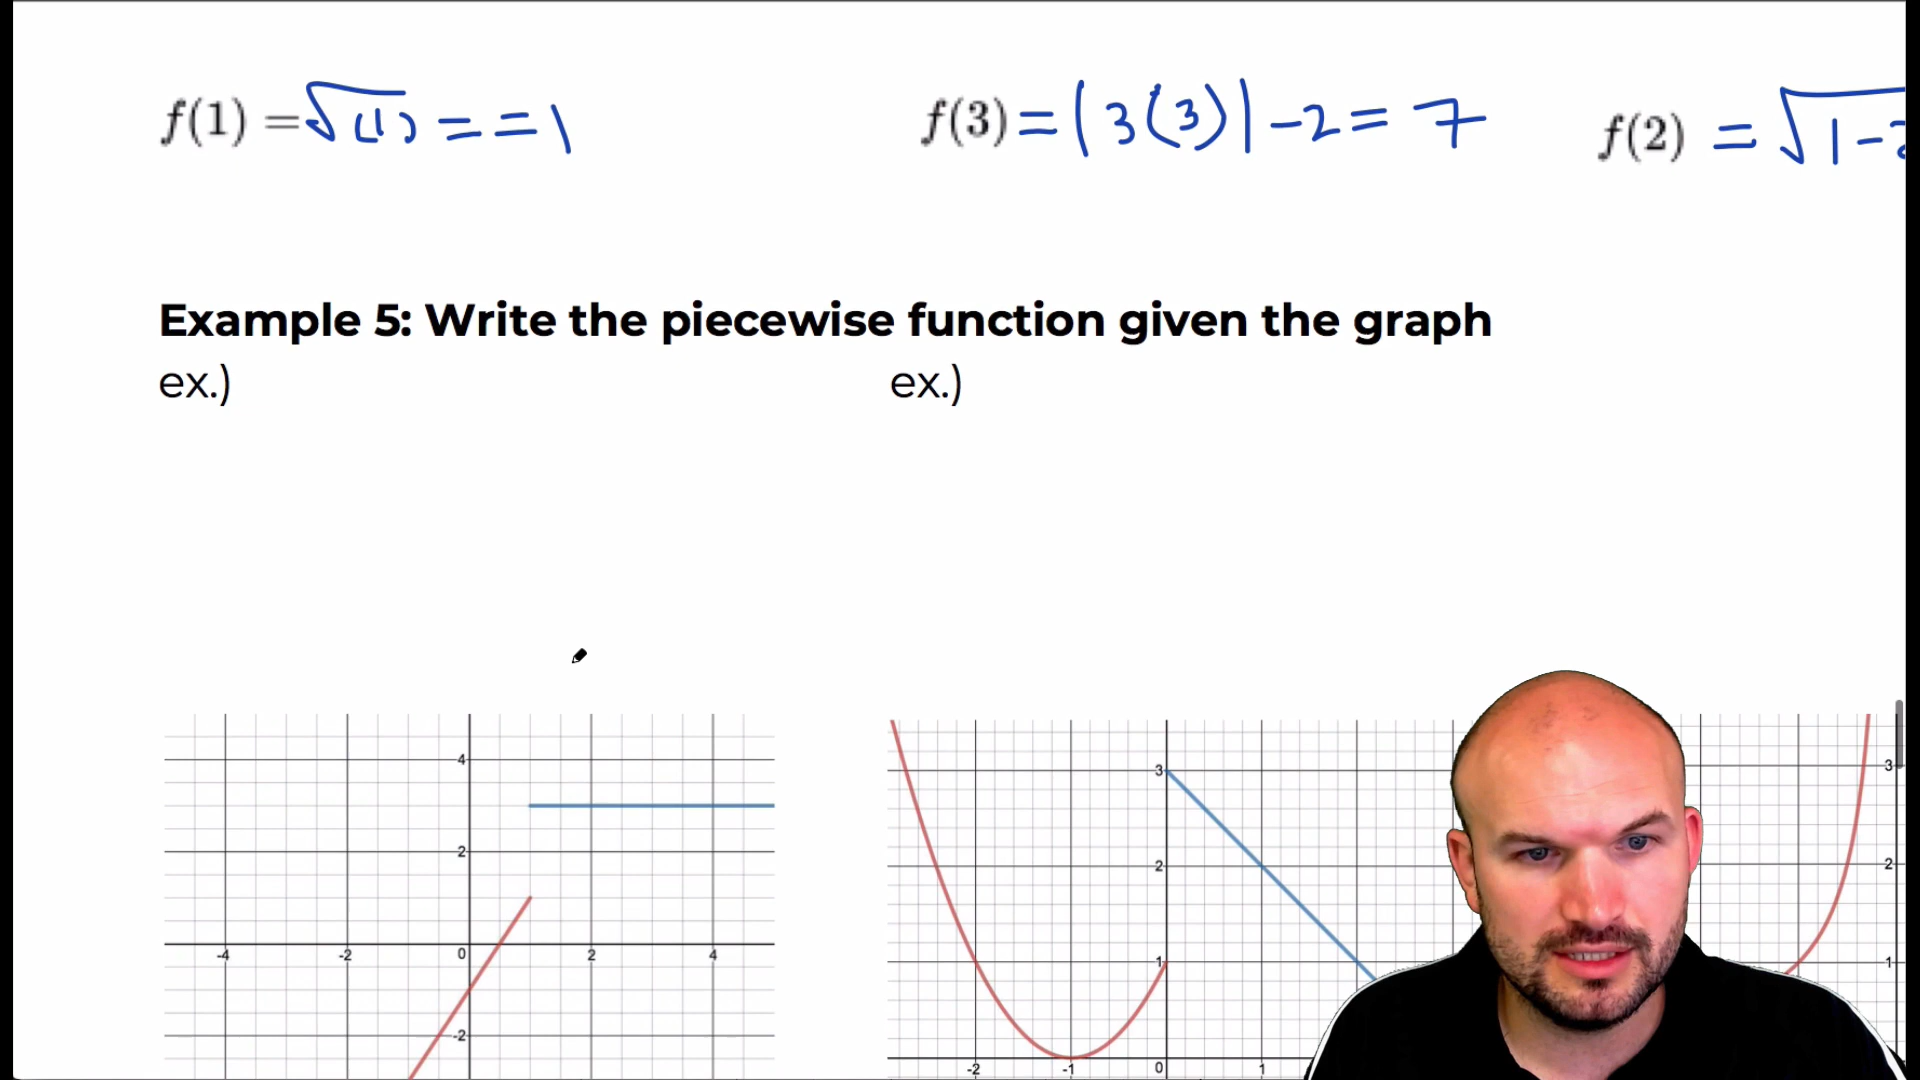 f(1) = √(1) = = 1
f(3) = |3(3)| - 2 = 7
f(2) = √1-
Example 5: Write the piecewise function given the graph
ex.)
ex.)
4
2
-4 -2 0 2 4
-2
3
2
1
-2 -1 0 1
3
2
1